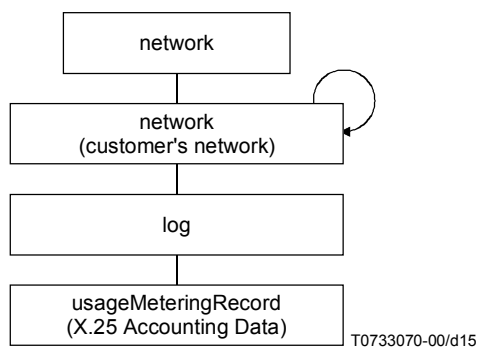 network
network
(customer's network)
log
usageMeteringRecord
(X.25 Accounting Data)
T0733070-00/d15